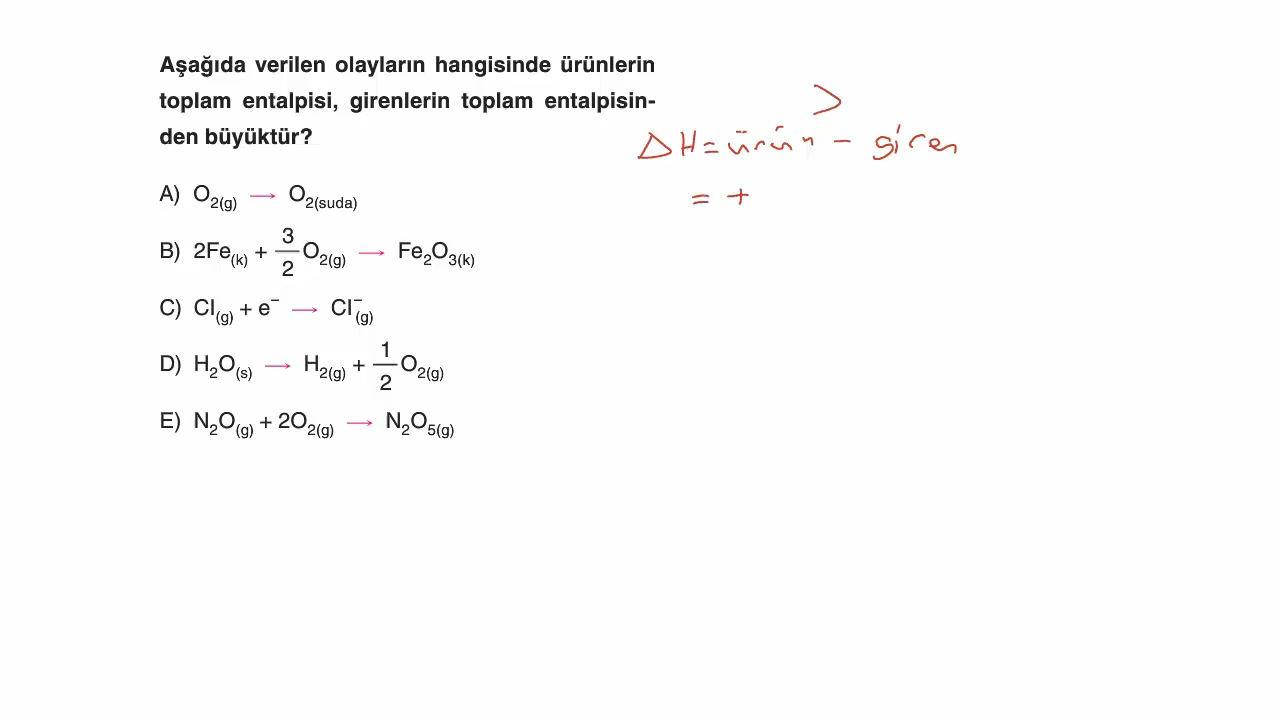 Aşağıda verilen olayların hangisinde ürünlerin
toplam entalpisi, girenlerin toplam entalpisin-
den büyüktür?
>
ΔH = ürün - giren
= +
A) O₂(g) → O₂(suda)
B) 2Fe(k) + 3/2 O₂(g) → Fe₂O₃(k)
C) Cl(g) + e⁻ → Cl⁻(g)
D) H₂O(s) → H₂(g) + 1/2 O₂(g)
E) N₂O(g) + 2O₂(g) → N₂O₅(g)